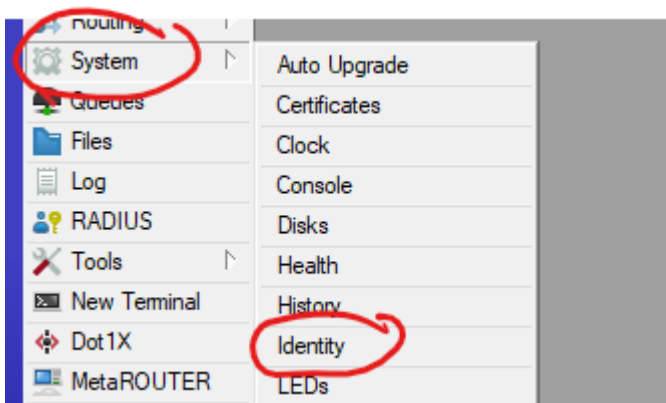 Routing
System
Queues
Files
Log
RADIUS
Tools
New Terminal
Dot1X
MetaROUTER
Auto Upgrade
Certificates
Clock
Console
Disks
Health
History
Identity
LEDs